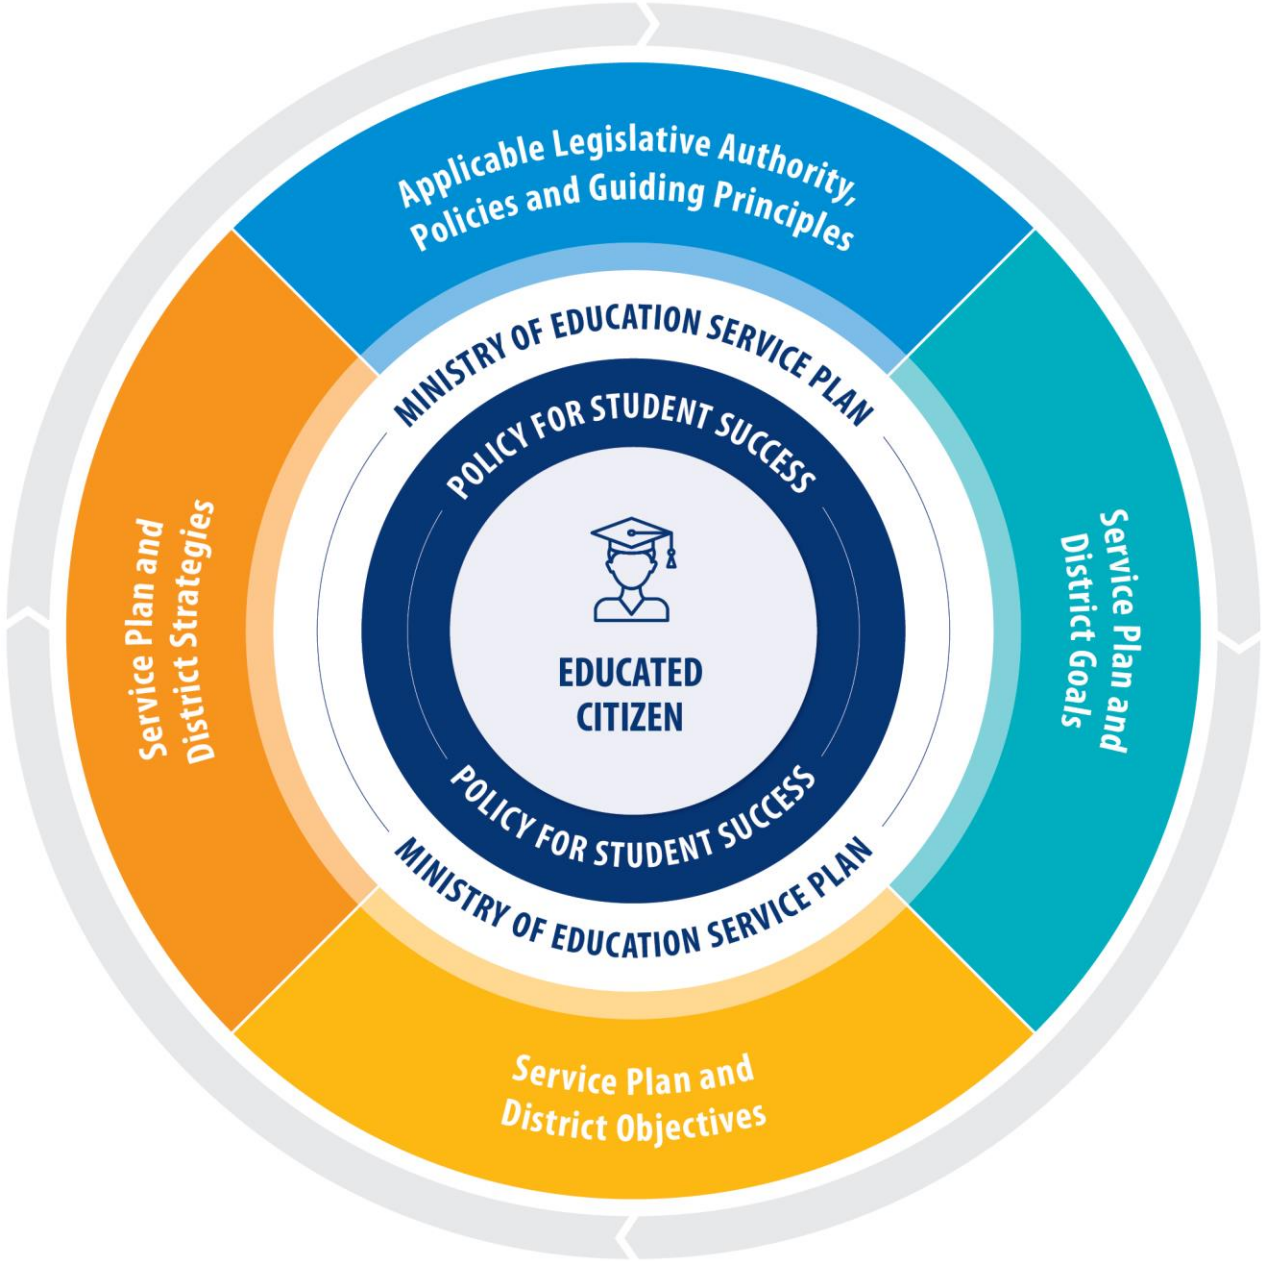 Applicable Legislative Authority,
Policies and Guiding Principles
MINISTRY OF EDUCATION SERVICE PLAN
POLICY FOR STUDENT SUCCESS
EDUCATED
CITIZEN
POLICY FOR STUDENT SUCCESS
MINISTRY OF EDUCATION SERVICE PLAN
Service Plan and
District Goals
Service Plan and
District Objectives
Service Plan and
District Strategies